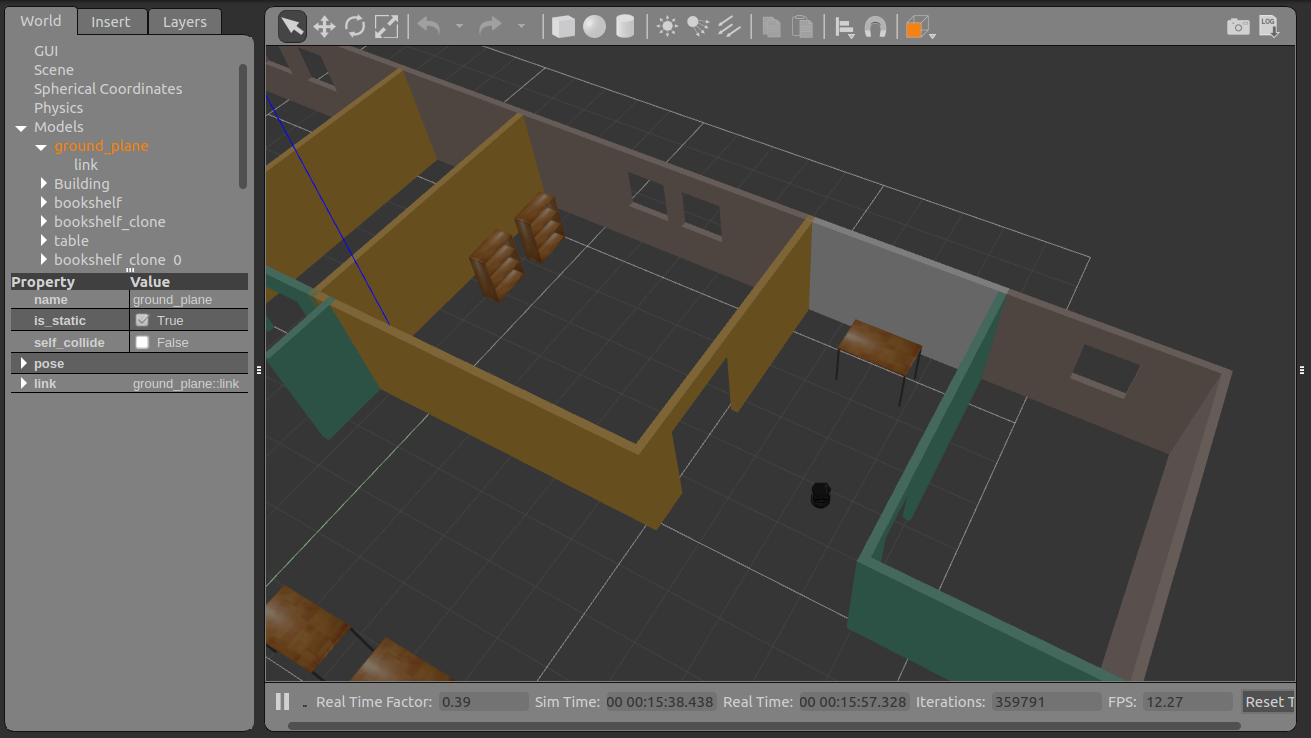 World Insert Layers
GUI
Scene
Spherical Coordinates
Physics
Models
ground_plane
link
Building
bookshelf
bookshelf_clone
table
bookshelf_clone_0
Property Value
name ground_plane
is_static True
self_collide False
pose
link ground_plane::link
LOG
Real Time Factor: 0.39 Sim Time: 00 00:15:38.438 Real Time: 00 00:15:57.328 Iterations: 359791 FPS: 12.27 Reset T